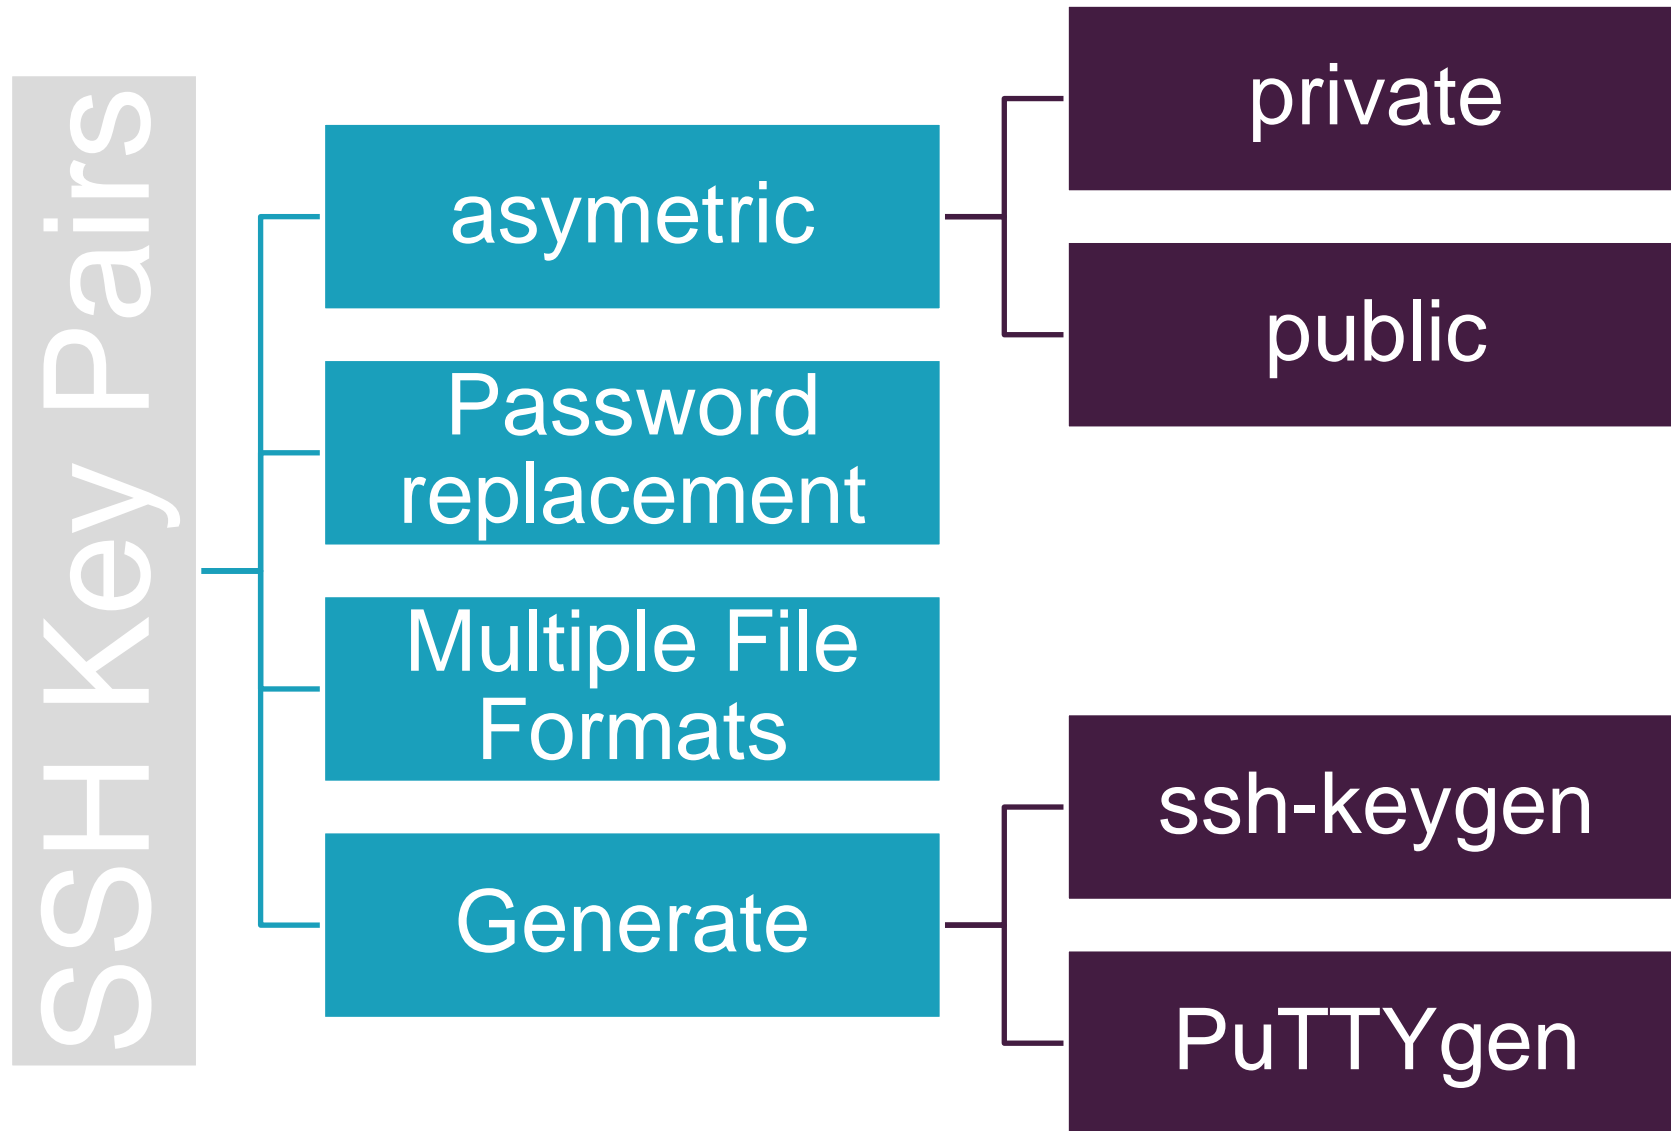 SSH Key Pairs
asymetric
private
public
Password
replacement
Multiple File
Formats
Generate
ssh-keygen
PuTTYgen